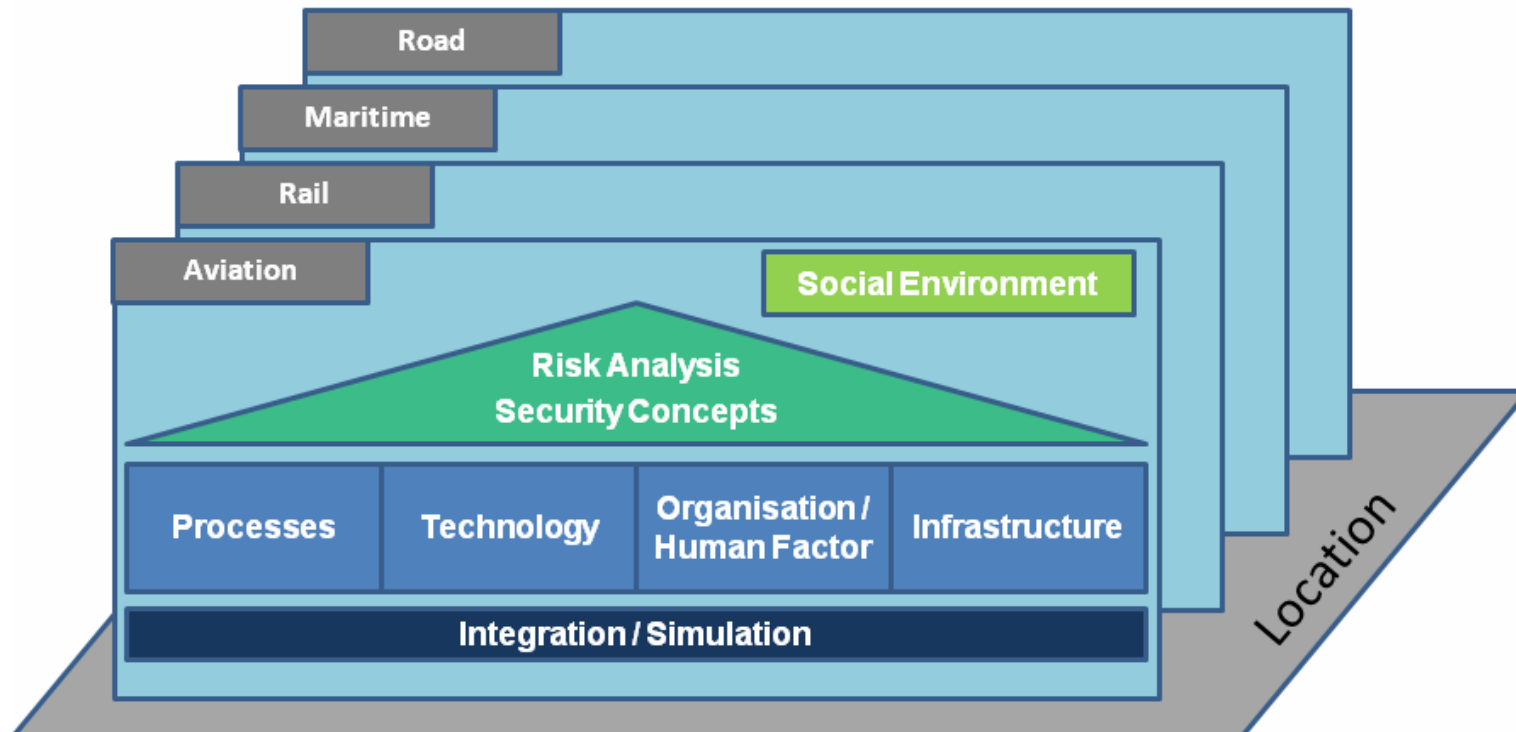 Road
Maritime
Rail
Aviation
Social Environment
Risk Analysis
Security Concepts
Processes
Technology
Organisation /
Human Factor
Infrastructure
Integration / Simulation
Location